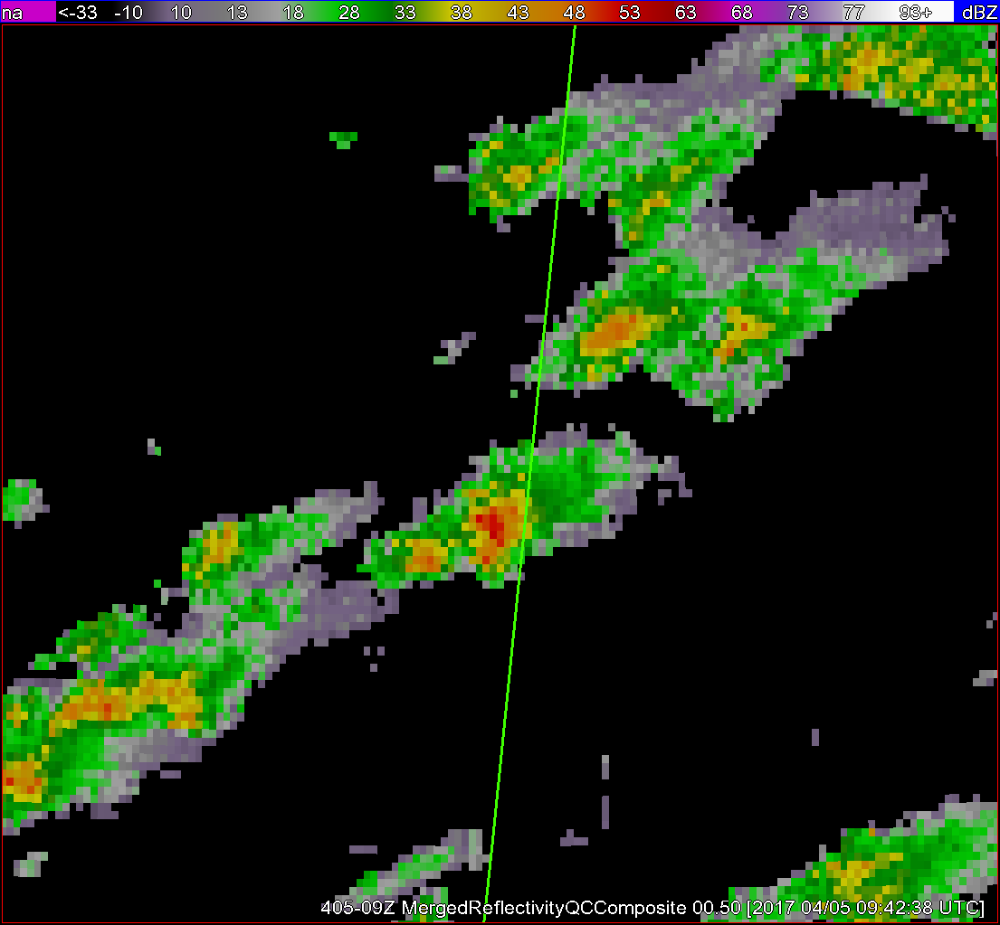 na <-33 -10 10 13 18 28 33 38 43 48 53 63 68 73 77 93+ dBZ
405-09Z MergedReflectivityQCComposite 00.50 [2017 04/05 09:42:38 UTC]